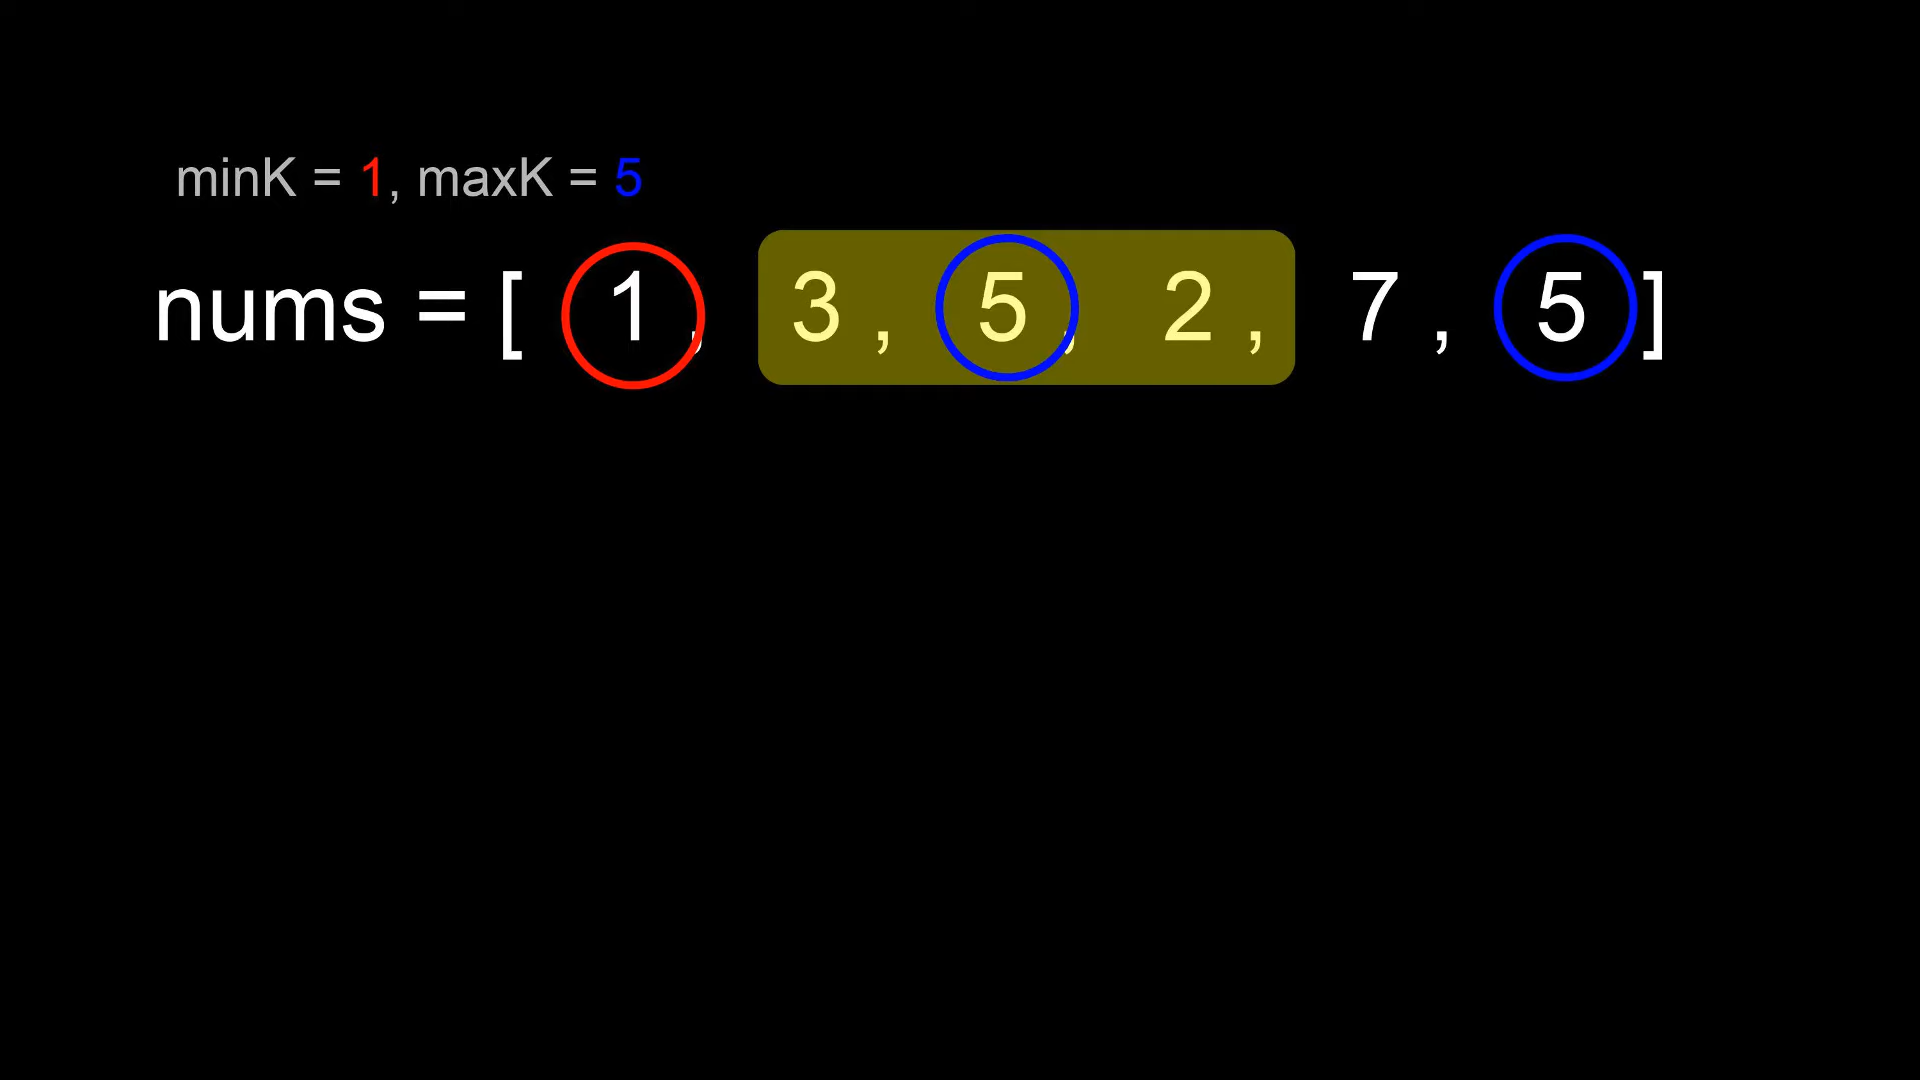 minK = 1, maxK = 5
nums = [ 1, 3, 5, 2, 7, 5 ]